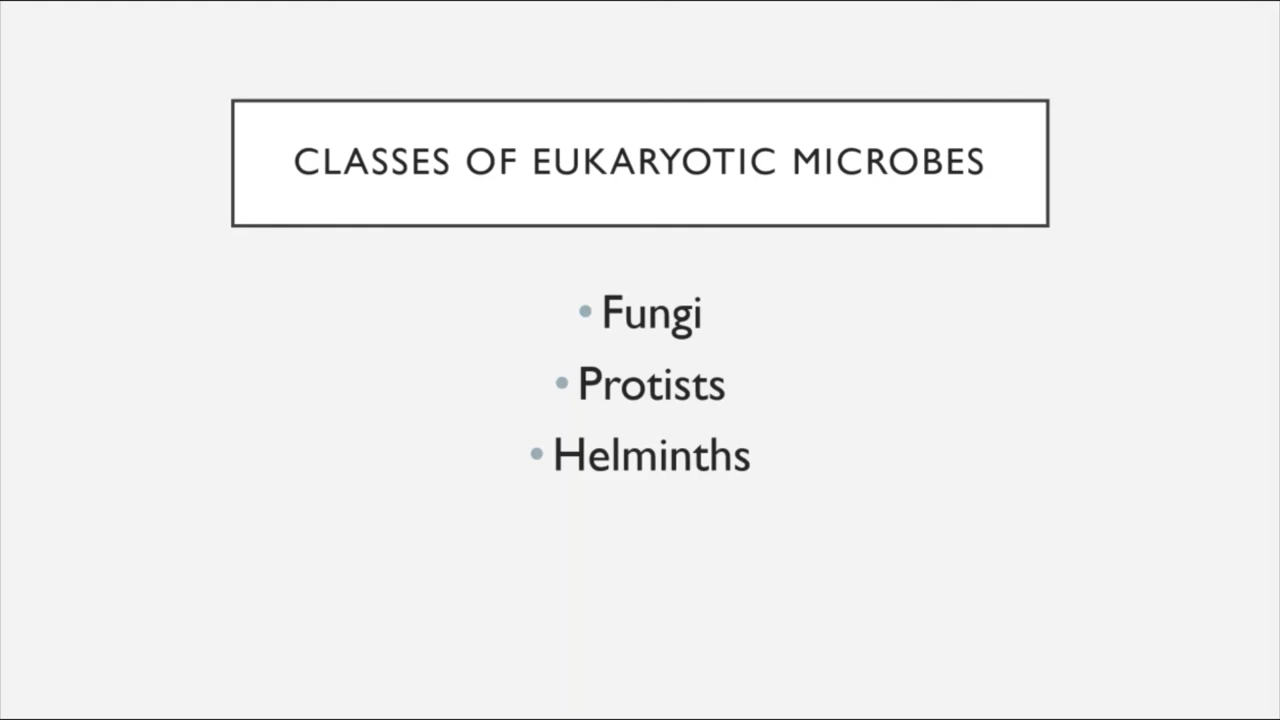 CLASSES OF EUKARYOTIC MICROBES
• Fungi
• Protists
• Helminths